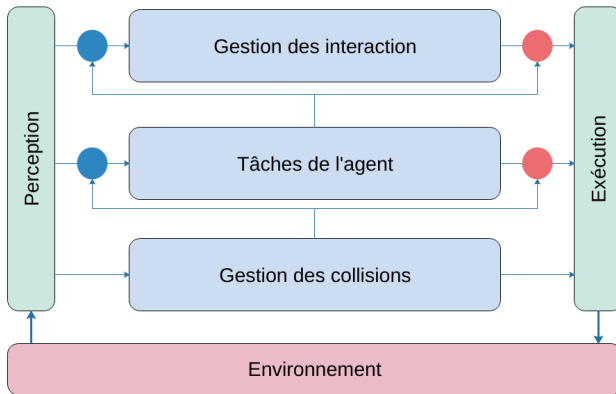 Gestion des interaction
Perception
Tâches de l'agent
Exécution
Gestion des collisions
Environnement